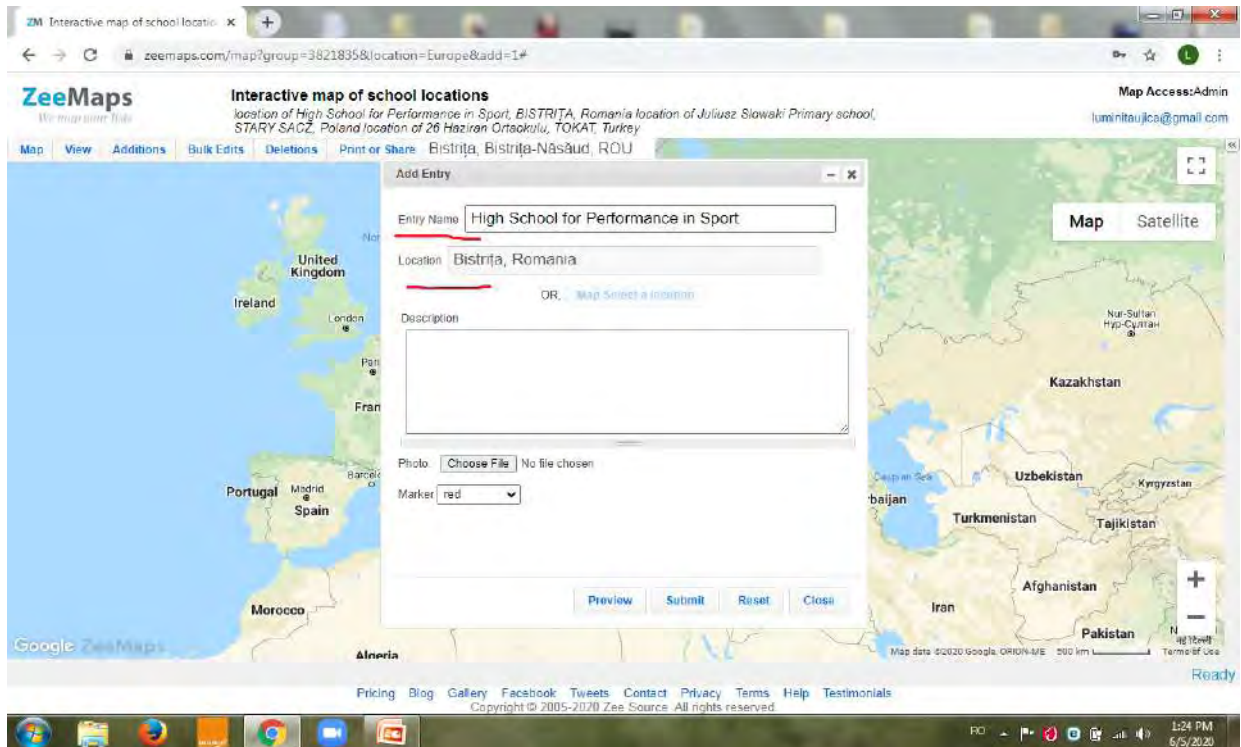 ZM Interactive map of school locatio
zeemaps.com/map?group=3821835&location=Europe&add=1#
L
ZeeMaps
We map your lists
Interactive map of school locations
location of High School for Performance in Sport, BISTRIȚA, Romania location of Juliusz Slowaki Primary school,
STARY SACZ, Poland location of 26 Haziran Ortaokulu, TOKAT, Turkey
Map Access:Admin
luminitaujica@gmail.com
Map View Additions Bulk Edits Deletions Print or Share Bistrița, Bistrița-Năsăud, ROU
Add Entry
Entry Name High School for Performance in Sport
Location Bistrița, Romania
OR, Map Select a location
Description
Photo Choose File No file chosen
Marker red
Preview Submit Reset Close
Map Satellite
United
Kingdom
Ireland
London
Fran
Portugal
Madrid
Spain
Morocco
Algeria
Nur-Sultan
Нұр-Сұлтан
Kazakhstan
Caspian Sea
Uzbekistan
Kyrgyzstan
baijan
Turkmenistan
Tajikistan
Afghanistan
Iran
Pakistan
Google ZeeMaps
Map data ©2020 Google, ORION-ME 500 km Terms of Use
Ready
Pricing Blog Gallery Facebook Tweets Contact Privacy Terms Help Testimonials
Copyright © 2005-2020 Zee Source All rights reserved
RO
1:24 PM
6/5/2020